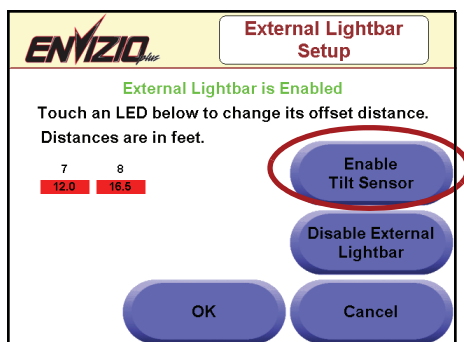 ENVIZIO plus
External Lightbar
Setup
External Lightbar is Enabled
Touch an LED below to change its offset distance.
Distances are in feet.
7 8
12.0 16.5
Enable
Tilt Sensor
Disable External
Lightbar
OK
Cancel